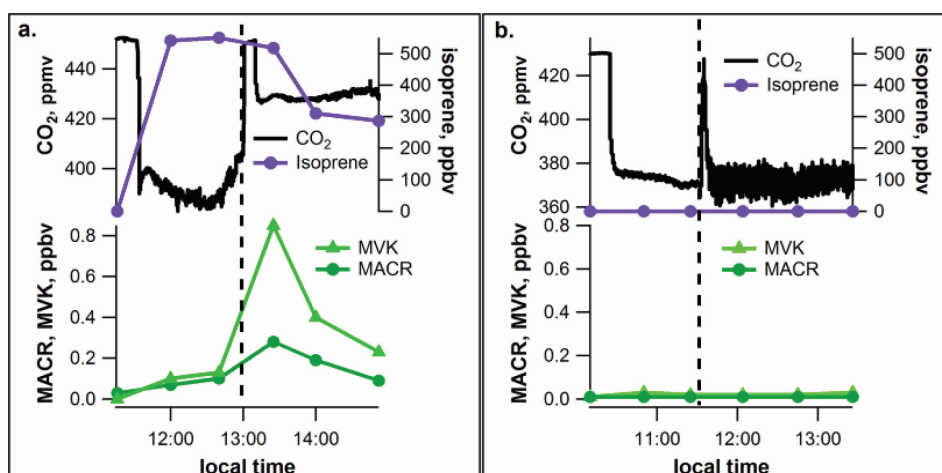 a.
CO2, ppmv
440
420
400
500
400
300
200
100
0
isoprene, ppbv
CO2
Isoprene
MACR, MVK, ppbv
0.8
0.6
0.4
0.2
0.0
MVK
MACR
12:00 13:00 14:00
local time
b.
CO2, ppmv
420
400
380
360
500
400
300
200
100
0
isoprene, ppbv
CO2
Isoprene
MACR, MVK, ppbv
0.8
0.6
0.4
0.2
0.0
MVK
MACR
11:00 12:00 13:00
local time